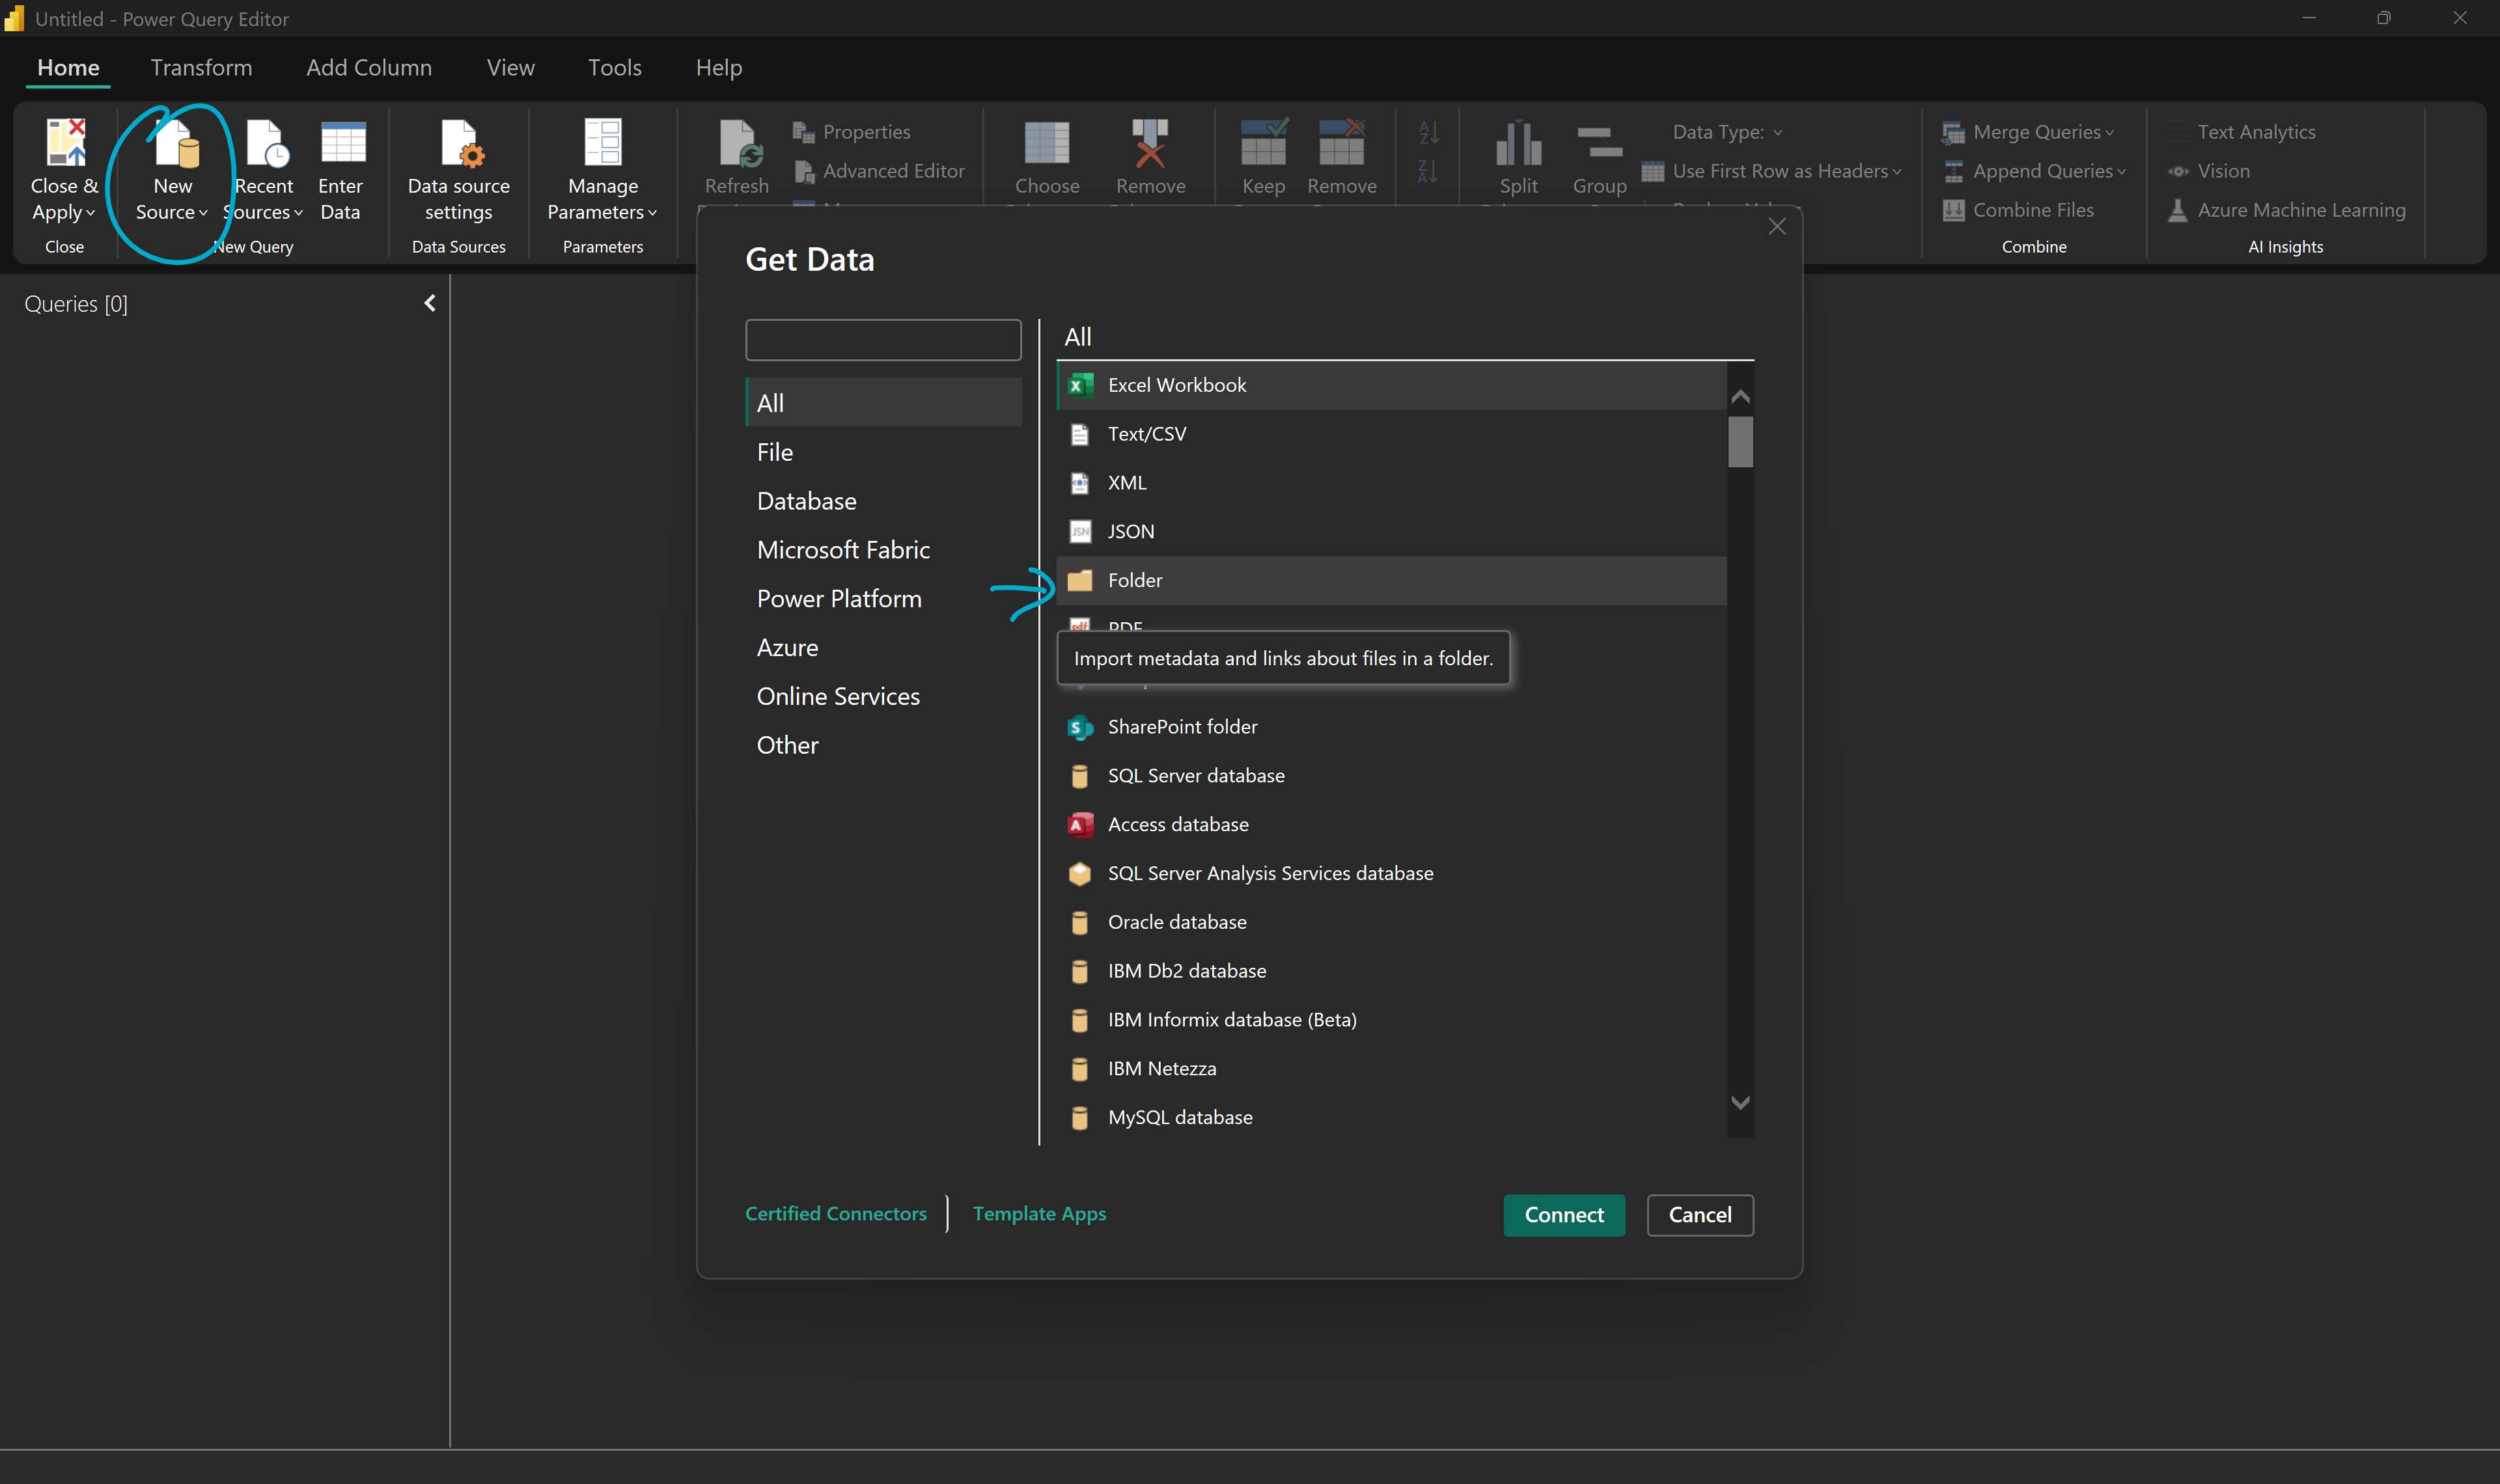 Untitled - Power Query Editor
Home Transform Add Column View Tools Help
Close &
Apply
Close
New
Source
Recent
Sources
Enter
Data
New Query
Data source
settings
Data Sources
Manage
Parameters
Parameters
Refresh
Properties
Advanced Editor
Choose
Remove
Keep
Remove
A
Z
Z
A
Split
Group
Data Type:
Use First Row as Headers
Merge Queries
Append Queries
Combine Files
Combine
Text Analytics
Vision
Azure Machine Learning
AI Insights
Queries [0]
Get Data
All
File
Database
Microsoft Fabric
Power Platform
Azure
Online Services
Other
All
Excel Workbook
Text/CSV
XML
JSON
Folder
PDF
Import metadata and links about files in a folder.
SharePoint folder
SQL Server database
Access database
SQL Server Analysis Services database
Oracle database
IBM Db2 database
IBM Informix database (Beta)
IBM Netezza
MySQL database
Certified Connectors
Template Apps
Connect
Cancel